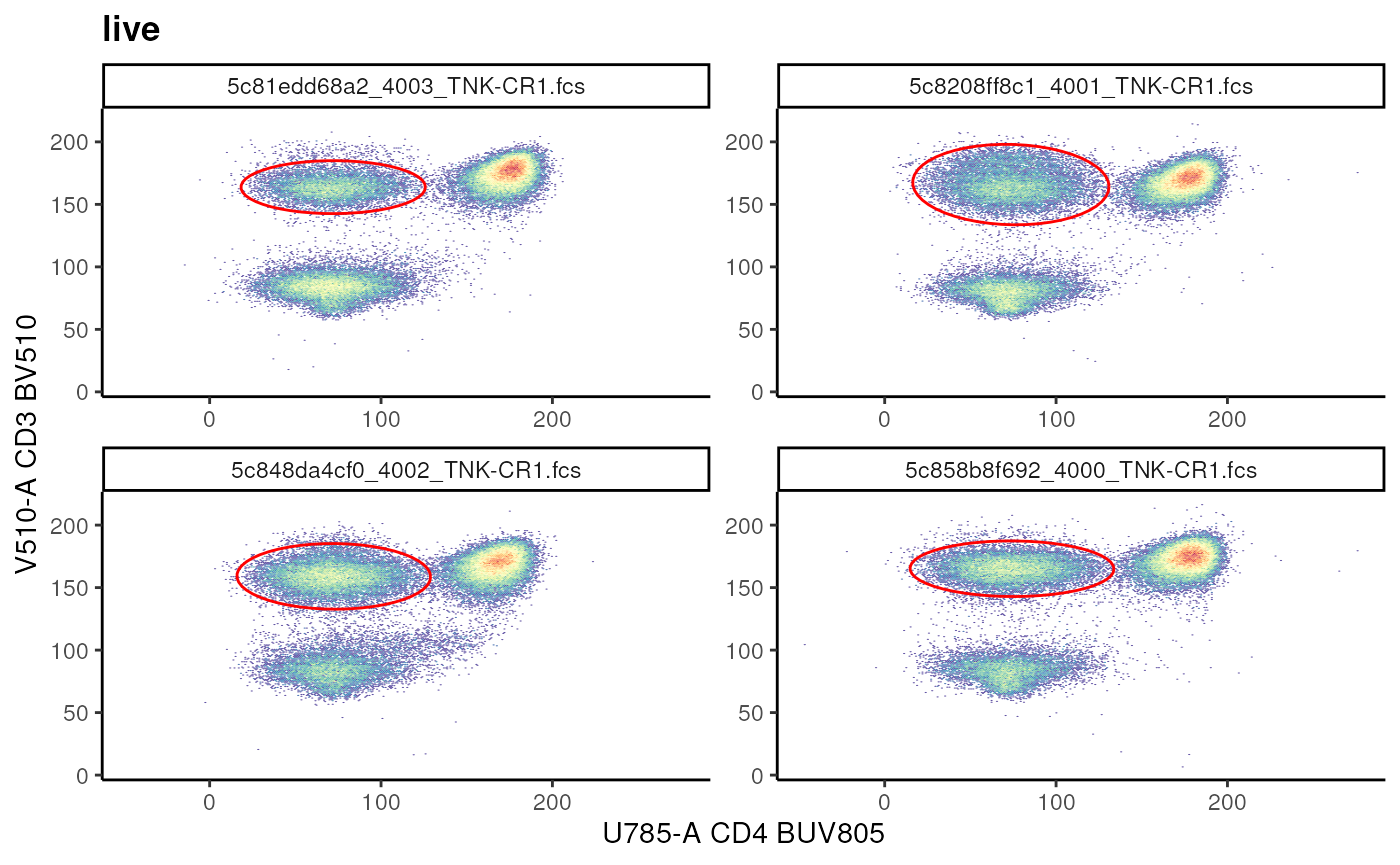 live
5c81edd68a2_4003_TNK-CR1.fcs
5c8208ff8c1_4001_TNK-CR1.fcs
200
150
100
50
0
0 100 200
200
150
100
50
0
0 100 200
5c848da4cf0_4002_TNK-CR1.fcs
5c858b8f692_4000_TNK-CR1.fcs
200
150
100
50
0
0 100 200
200
150
100
50
0
0 100 200
V510-A CD3 BV510
U785-A CD4 BUV805